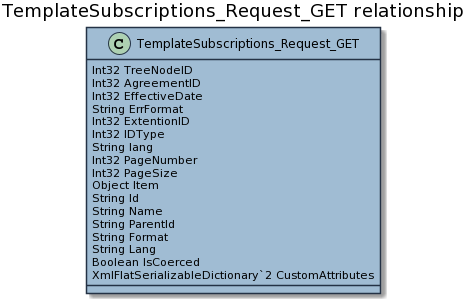 TemplateSubscriptions_Request_GET relationship
C TemplateSubscriptions_Request_GET
Int32 TreeNodeID
Int32 AgreementID
Int32 EffectiveDate
String ErrFormat
Int32 ExtentionID
Int32 IDType
String lang
Int32 PageNumber
Int32 PageSize
Object Item
String Id
String Name
String ParentId
String Format
String Lang
Boolean IsCoerced
XmlFlatSerializableDictionary`2 CustomAttributes